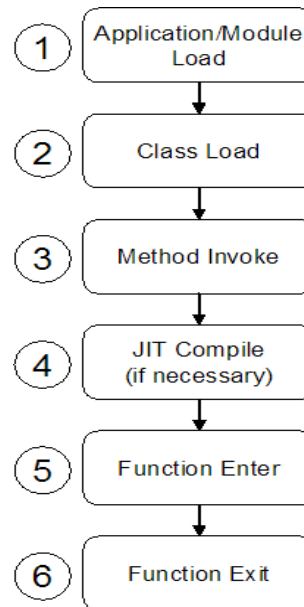 1
Application/Module
Load
2
Class Load
3
Method Invoke
4
JIT Compile
(if necessary)
5
Function Enter
6
Function Exit